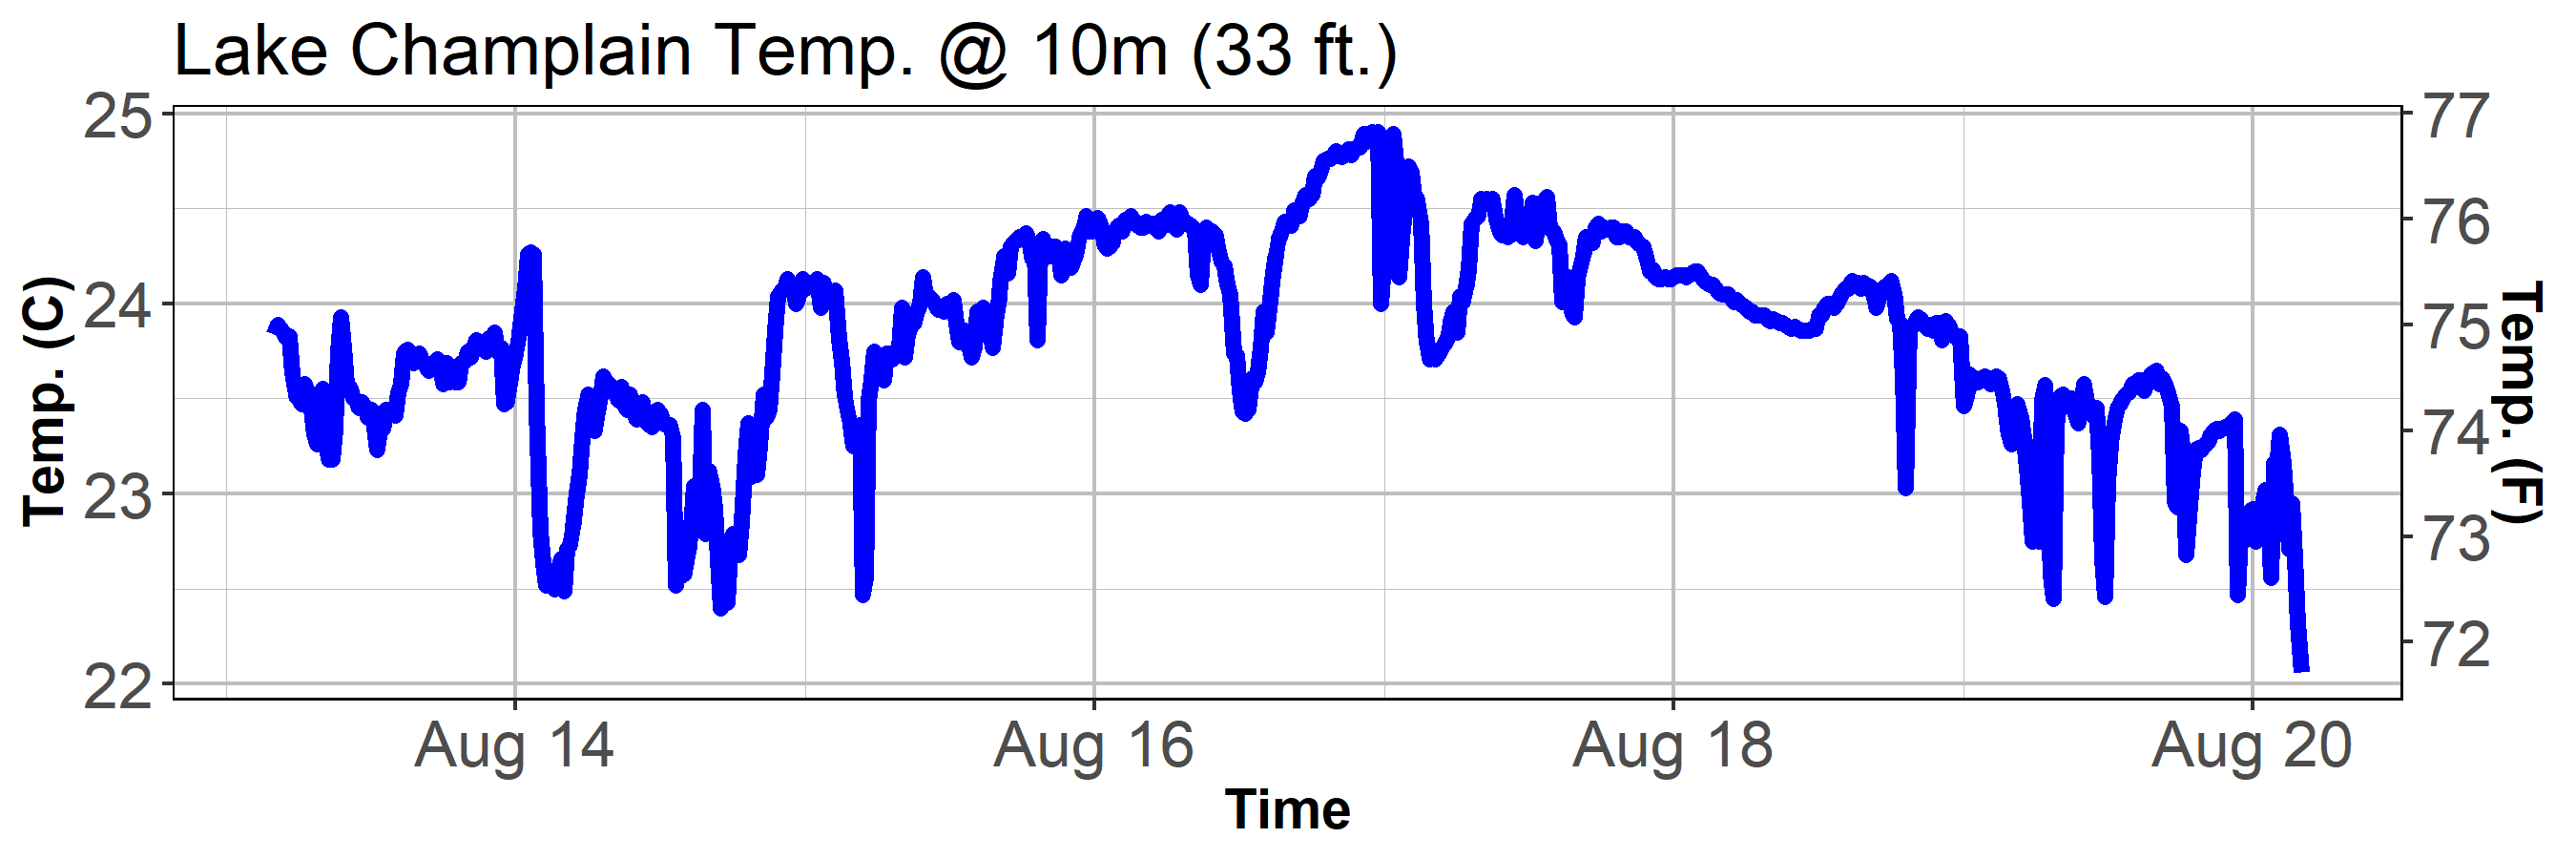 Lake Champlain Temp. @ 10m (33 ft.)
25
24
23
22
Temp. (C)
77
76
75
74
73
72
Temp. (F)
Aug 14 Aug 16 Aug 18 Aug 20
Time